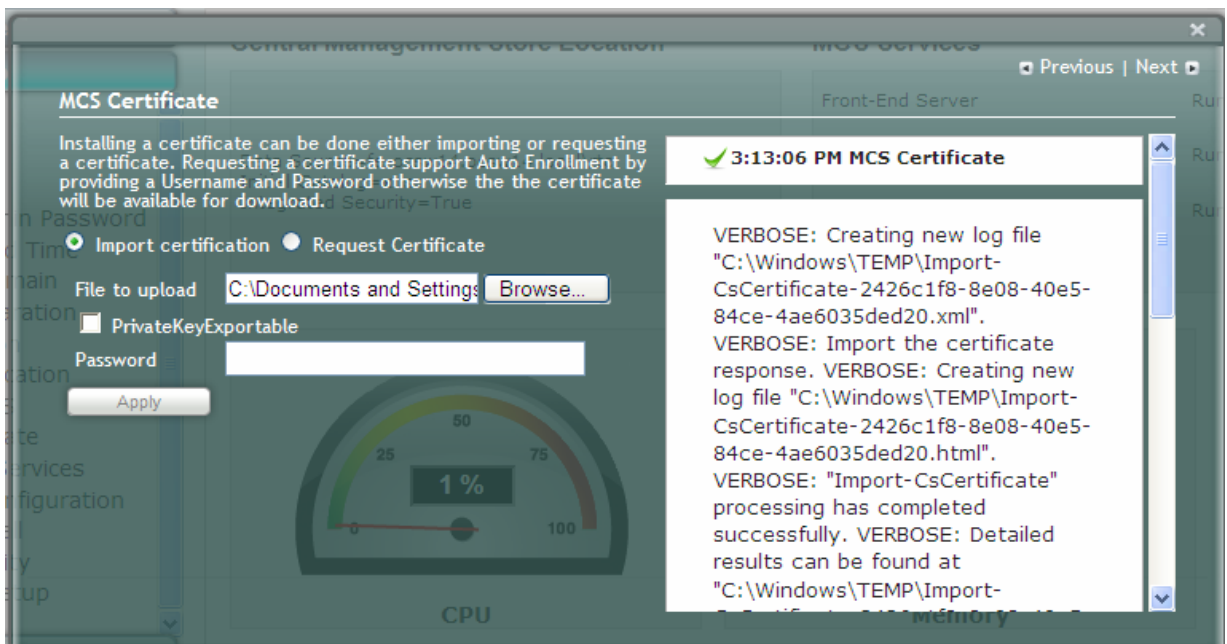 Central Management Store Location
Previous | Next
MCS Certificate
Front-End Server
Installing a certificate can be done either importing or requesting
a certificate. Requesting a certificate support Auto Enrollment by
providing a Username and Password otherwise the the certificate
will be available for download.
Security=True
Import certification
Request Certificate
File to upload
C:\Documents and Settings
Browse...
PrivateKeyExportable
Password
Apply
3:13:06 PM MCS Certificate
VERBOSE: Creating new log file
"C:\Windows\TEMP\Import-
CsCertificate-2426c1f8-8e08-40e5-
84ce-4ae6035ded20.xml".
VERBOSE: Import the certificate
response. VERBOSE: Creating new
log file "C:\Windows\TEMP\Import-
CsCertificate-2426c1f8-8e08-40e5-
84ce-4ae6035ded20.html".
VERBOSE: "Import-CsCertificate"
processing has completed
successfully. VERBOSE: Detailed
results can be found at
"C:\Windows\TEMP\Import-
Password
Services
0
25
50
75
100
1 %
CPU
Memory